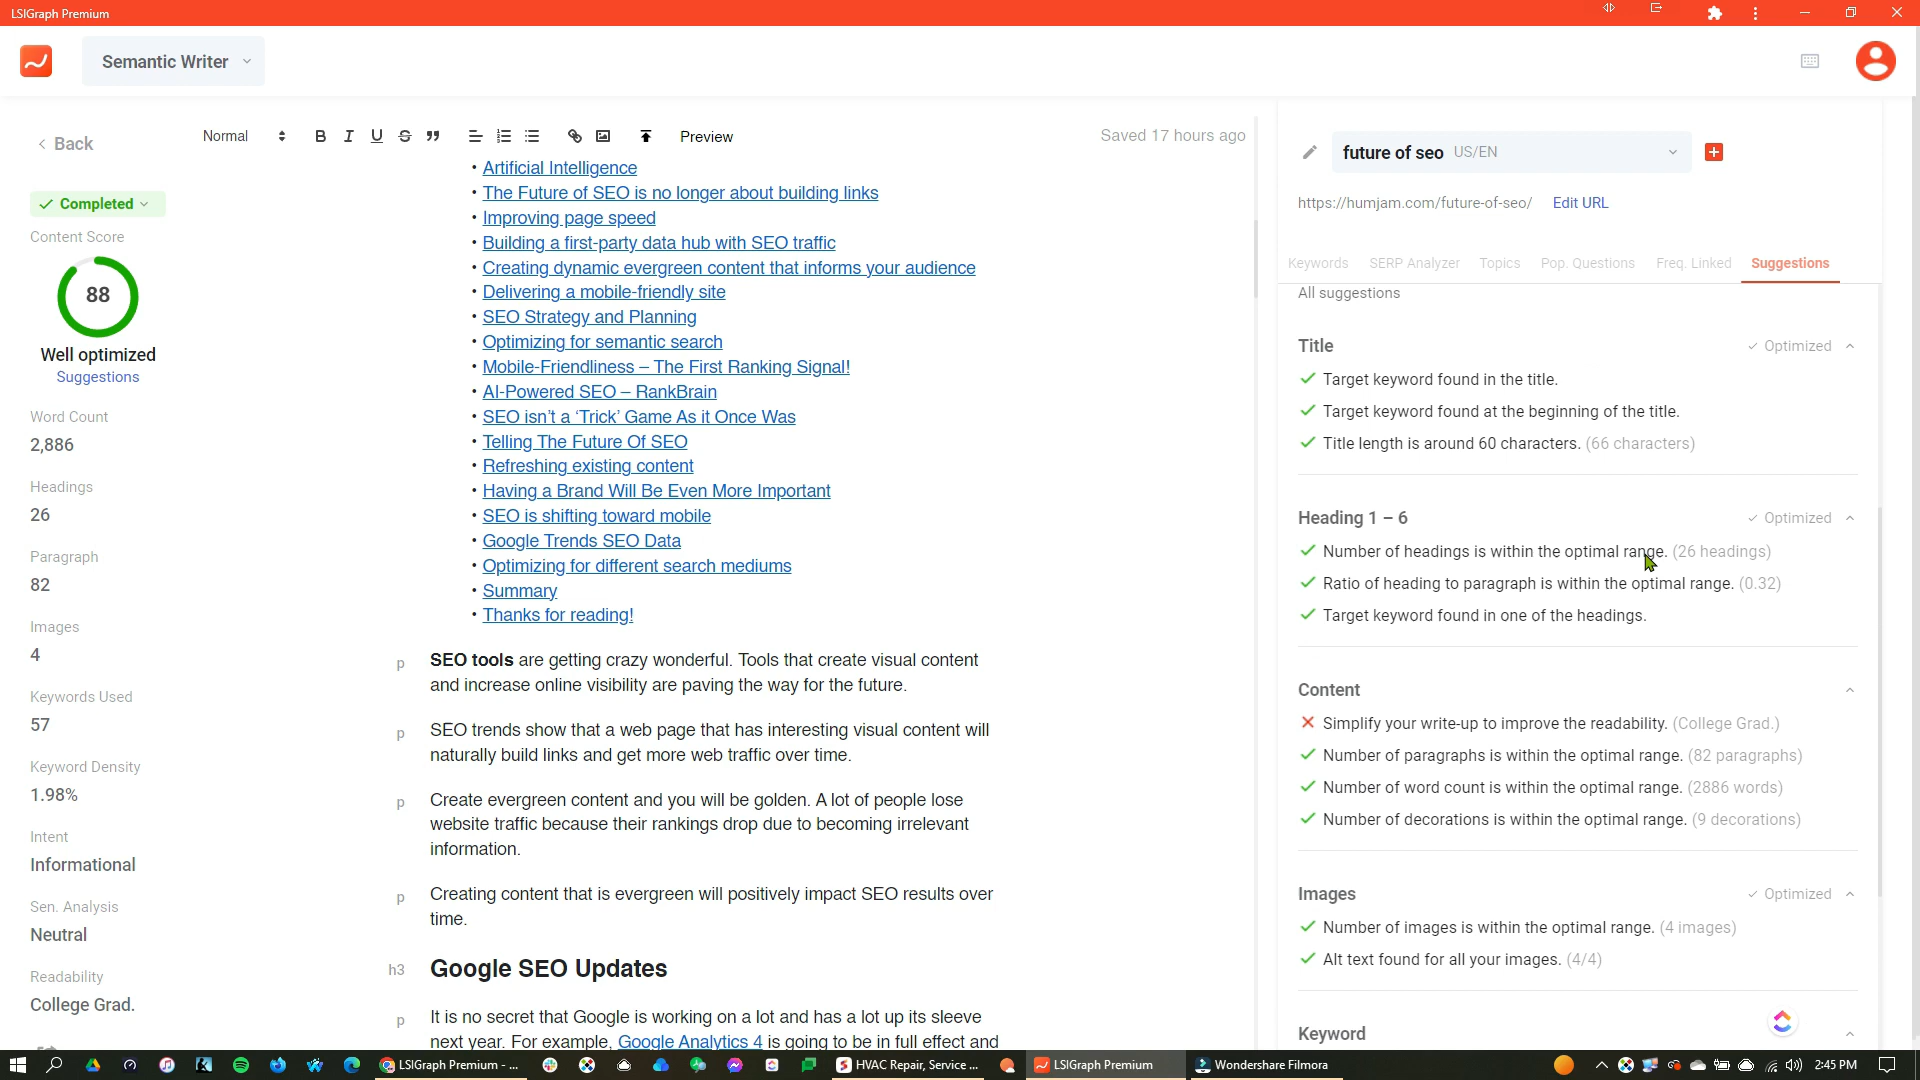 LSIGraph Premium
Semantic Writer
Back
Normal
Preview
Saved 17 hours ago
Completed
Content Score
88
Well optimized
Suggestions
Word Count
2,886
Headings
26
Paragraph
82
Images
4
Keywords Used
57
Keyword Density
1.98%
Intent
Informational
Sen. Analysis
Neutral
Readability
College Grad.
• Artificial Intelligence
• The Future of SEO is no longer about building links
• Improving page speed
• Building a first-party data hub with SEO traffic
• Creating dynamic evergreen content that informs your audience
• Delivering a mobile-friendly site
• SEO Strategy and Planning
• Optimizing for semantic search
• Mobile-Friendliness – The First Ranking Signal!
• AI-Powered SEO – RankBrain
• SEO isn’t a ‘Trick’ Game As it Once Was
• Telling The Future Of SEO
• Refreshing existing content
• Having a Brand Will Be Even More Important
• SEO is shifting toward mobile
• Google Trends SEO Data
• Optimizing for different search mediums
• Summary
• Thanks for reading!
p SEO tools are getting crazy wonderful. Tools that create visual content
and increase online visibility are paving the way for the future.
p SEO trends show that a web page that has interesting visual content will
naturally build links and get more web traffic over time.
p Create evergreen content and you will be golden. A lot of people lose
website traffic because their rankings drop due to becoming irrelevant
information.
p Creating content that is evergreen will positively impact SEO results over
time.
h3 Google SEO Updates
p It is no secret that Google is working on a lot and has a lot up its sleeve
next year. For example, Google Analytics 4 is going to be in full effect and
future of seo US/EN
https://humjam.com/future-of-seo/ Edit URL
Keywords SERP Analyzer Topics Pop. Questions Freq. Linked Suggestions
All suggestions
Title Optimized
Target keyword found in the title.
Target keyword found at the beginning of the title.
Title length is around 60 characters. (66 characters)
Heading 1 – 6 Optimized
Number of headings is within the optimal range. (26 headings)
Ratio of heading to paragraph is within the optimal range. (0.32)
Target keyword found in one of the headings.
Content
Simplify your write-up to improve the readability. (College Grad.)
Number of paragraphs is within the optimal range. (82 paragraphs)
Number of word count is within the optimal range. (2886 words)
Number of decorations is within the optimal range. (9 decorations)
Images Optimized
Number of images is within the optimal range. (4 images)
Alt text found for all your images. (4/4)
Keyword
LSIGraph Premium - ...
HVAC Repair, Service ...
LSIGraph Premium
Wondershare Filmora
2:45 PM